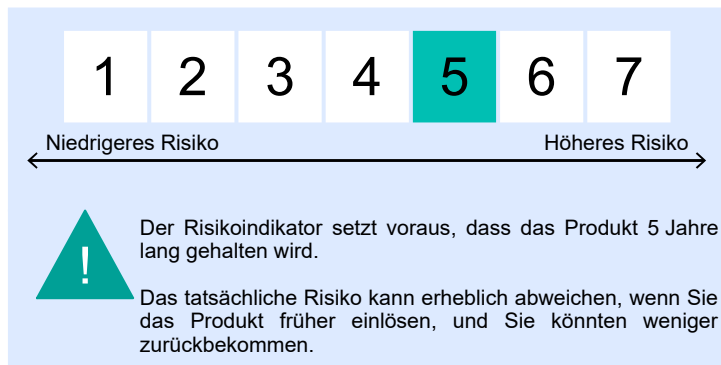 1 2 3 4 5 6 7
Niedrigeres Risiko Höheres Risiko
!
Der Risikoindikator setzt voraus, dass das Produkt 5 Jahre
lang gehalten wird.
Das tatsächliche Risiko kann erheblich abweichen, wenn Sie
das Produkt früher einlösen, und Sie könnten weniger
zurückbekommen.